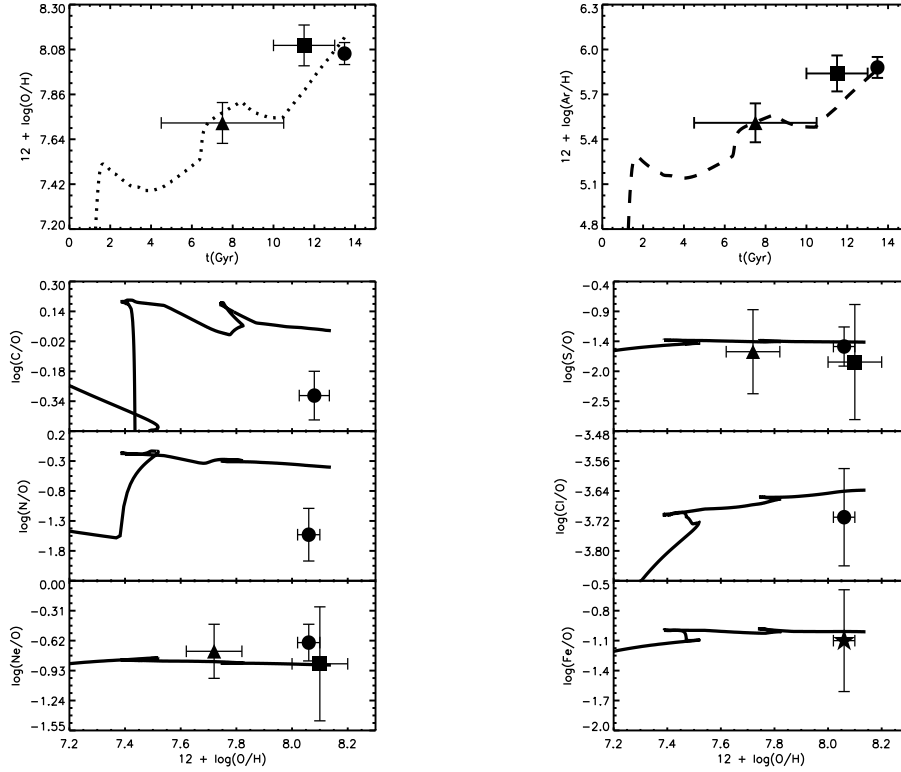 8.30
8.08
7.86
7.64
7.42
7.20
12 + log(O/H)
0 2 4 6 8 10 12 14
t(Gyr)
6.3
6.0
5.7
5.4
5.1
4.8
12 + log(Ar/H)
0 2 4 6 8 10 12 14
t(Gyr)
0.30
0.14
−0.02
−0.18
−0.34
log(C/O)
0.2
−0.3
−0.8
−1.3
−1.8
log(N/O)
0.00
−0.31
−0.62
−0.93
−1.24
−1.55
log(Ne/O)
7.2 7.4 7.6 7.8 8.0 8.2
12 + log(O/H)
−0.4
−0.9
−1.4
−2.0
−2.5
log(S/O)
−3.48
−3.56
−3.64
−3.72
−3.80
log(Cl/O)
−0.5
−0.8
−1.1
−1.4
−1.7
−2.0
log(Fe/O)
7.2 7.4 7.6 7.8 8.0 8.2
12 + log(O/H)